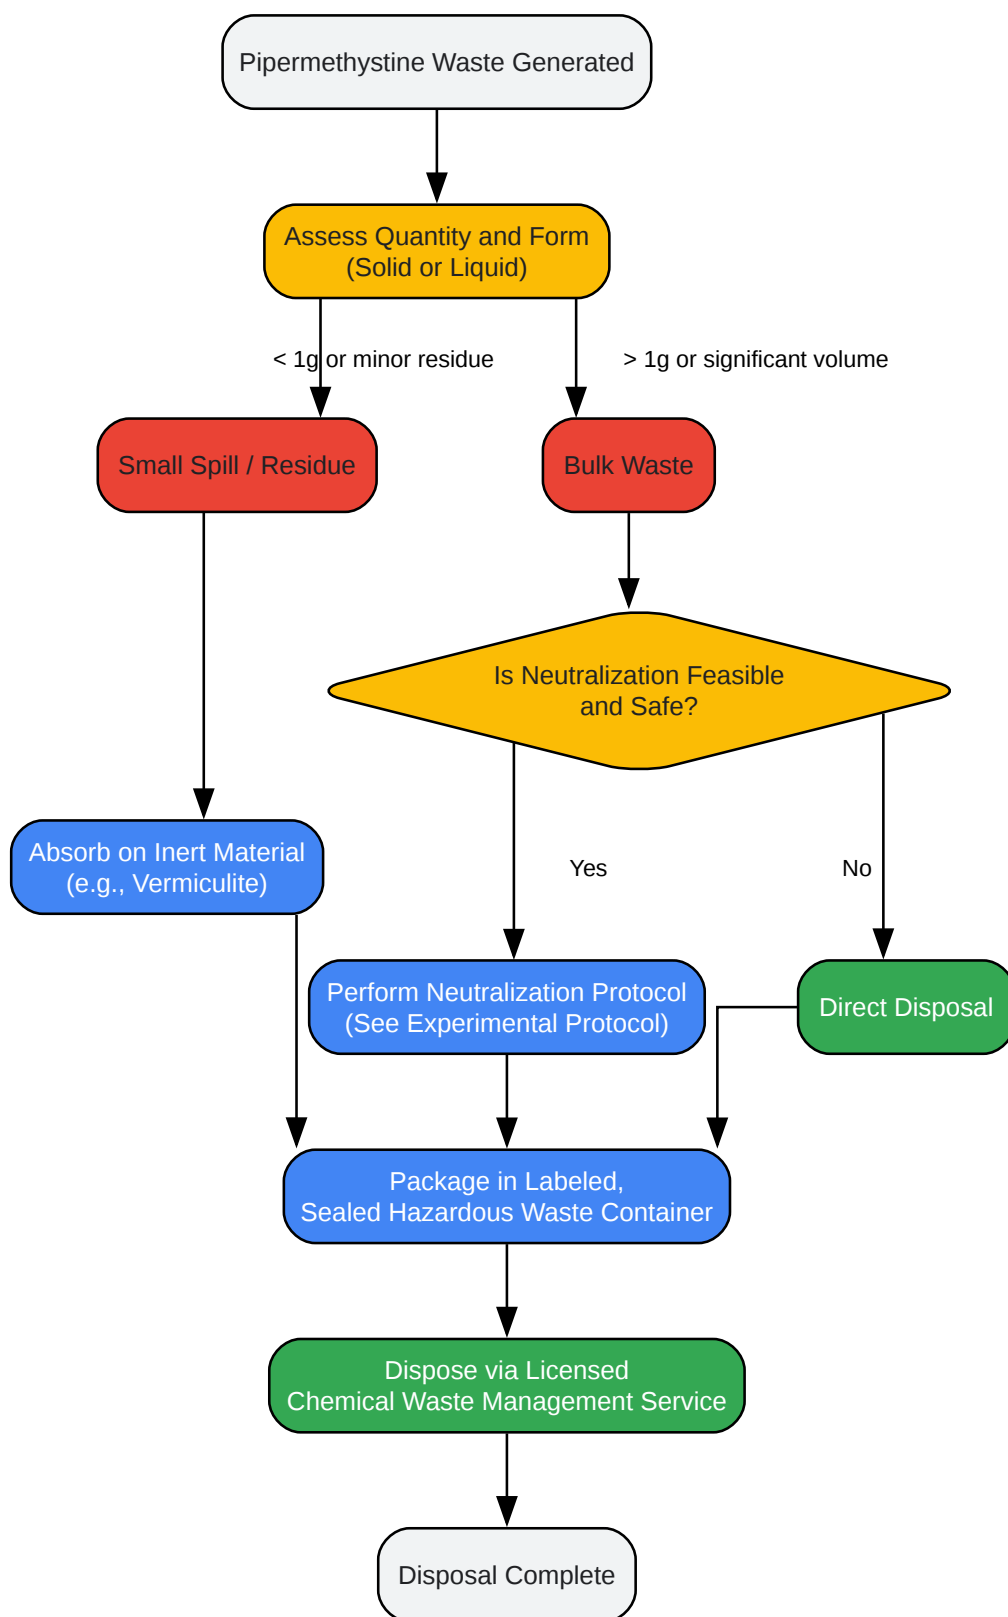 Pipermethystine Waste Generated
Assess Quantity and Form
(Solid or Liquid)
< 1g or minor residue
> 1g or significant volume
Small Spill / Residue
Bulk Waste
Is Neutralization Feasible
and Safe?
Absorb on Inert Material
(e.g., Vermiculite)
Yes
No
Perform Neutralization Protocol
(See Experimental Protocol)
Direct Disposal
Package in Labeled,
Sealed Hazardous Waste Container
Dispose via Licensed
Chemical Waste Management Service
Disposal Complete